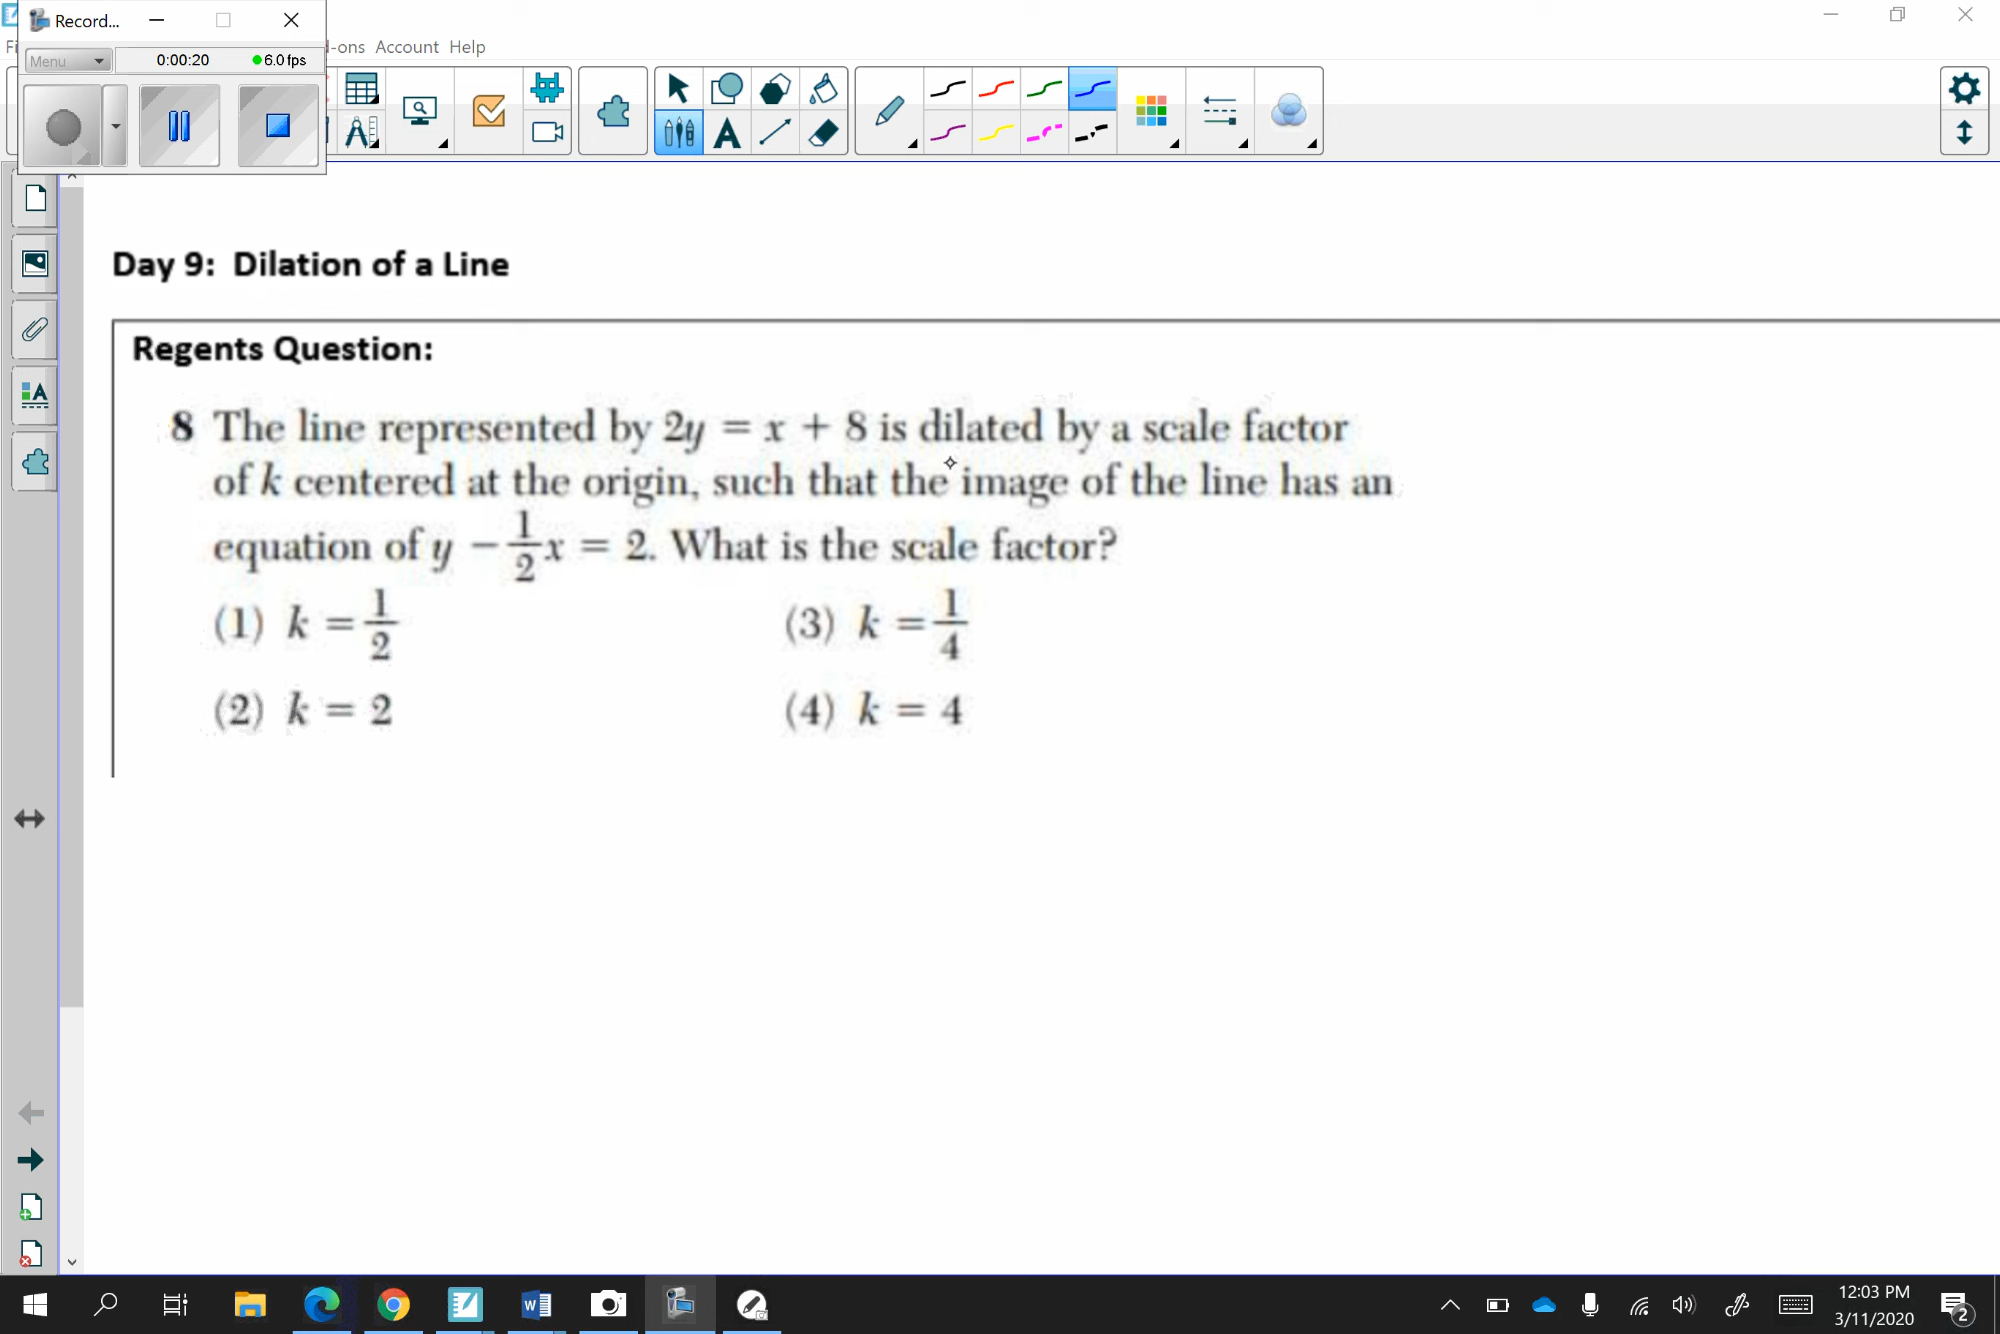 Record...
Fi
l-ons Account Help
Menu 0:00:20 6.0 fps
Day 9: Dilation of a Line
Regents Question:
8 The line represented by 2y = x + 8 is dilated by a scale factor
of k centered at the origin, such that the image of the line has an
equation of y − 1/2 x = 2. What is the scale factor?
(1) k = 1/2 (3) k = 1/4
(2) k = 2 (4) k = 4
12:03 PM
3/11/2020
2